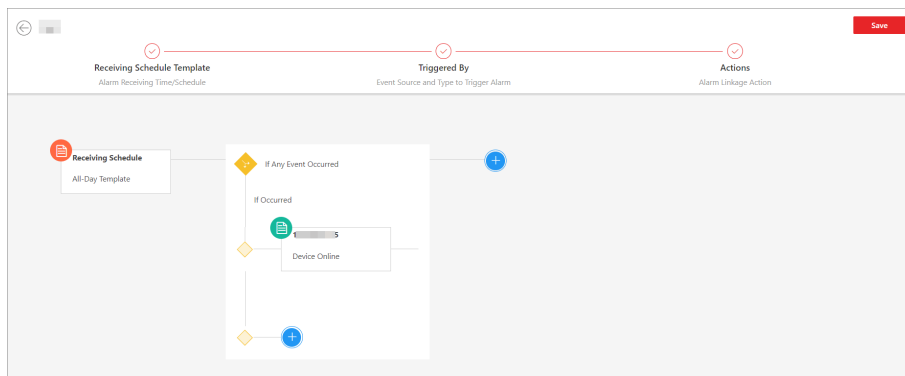 Save
Receiving Schedule Template
Alarm Receiving Time/Schedule
Triggered By
Event Source and Type to Trigger Alarm
Actions
Alarm Linkage Action
Receiving Schedule
All-Day Template
If Any Event Occurred
If Occurred
Device Online